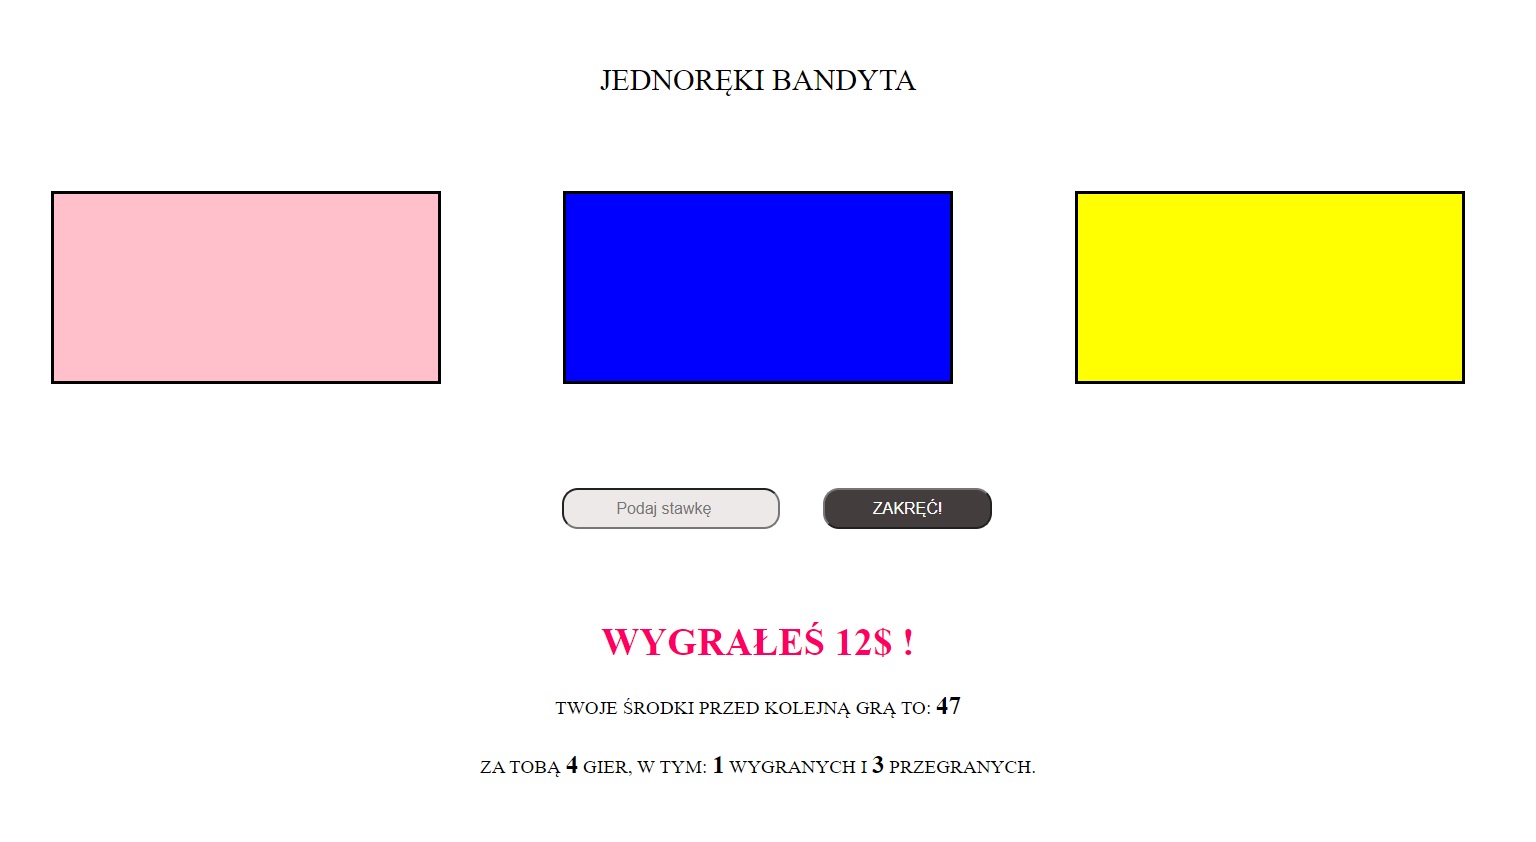 JEDNORĘKI BANDYTA
Podaj stawkę
ZAKRĘĆ!
WYGRAŁEŚ 12$ !
TWOJE ŚRODKI PRZED KOLEJNĄ GRĄ TO: 47
ZA TOBĄ 4 GIER, W TYM: 1 WYGRANYCH I 3 PRZEGRANYCH.